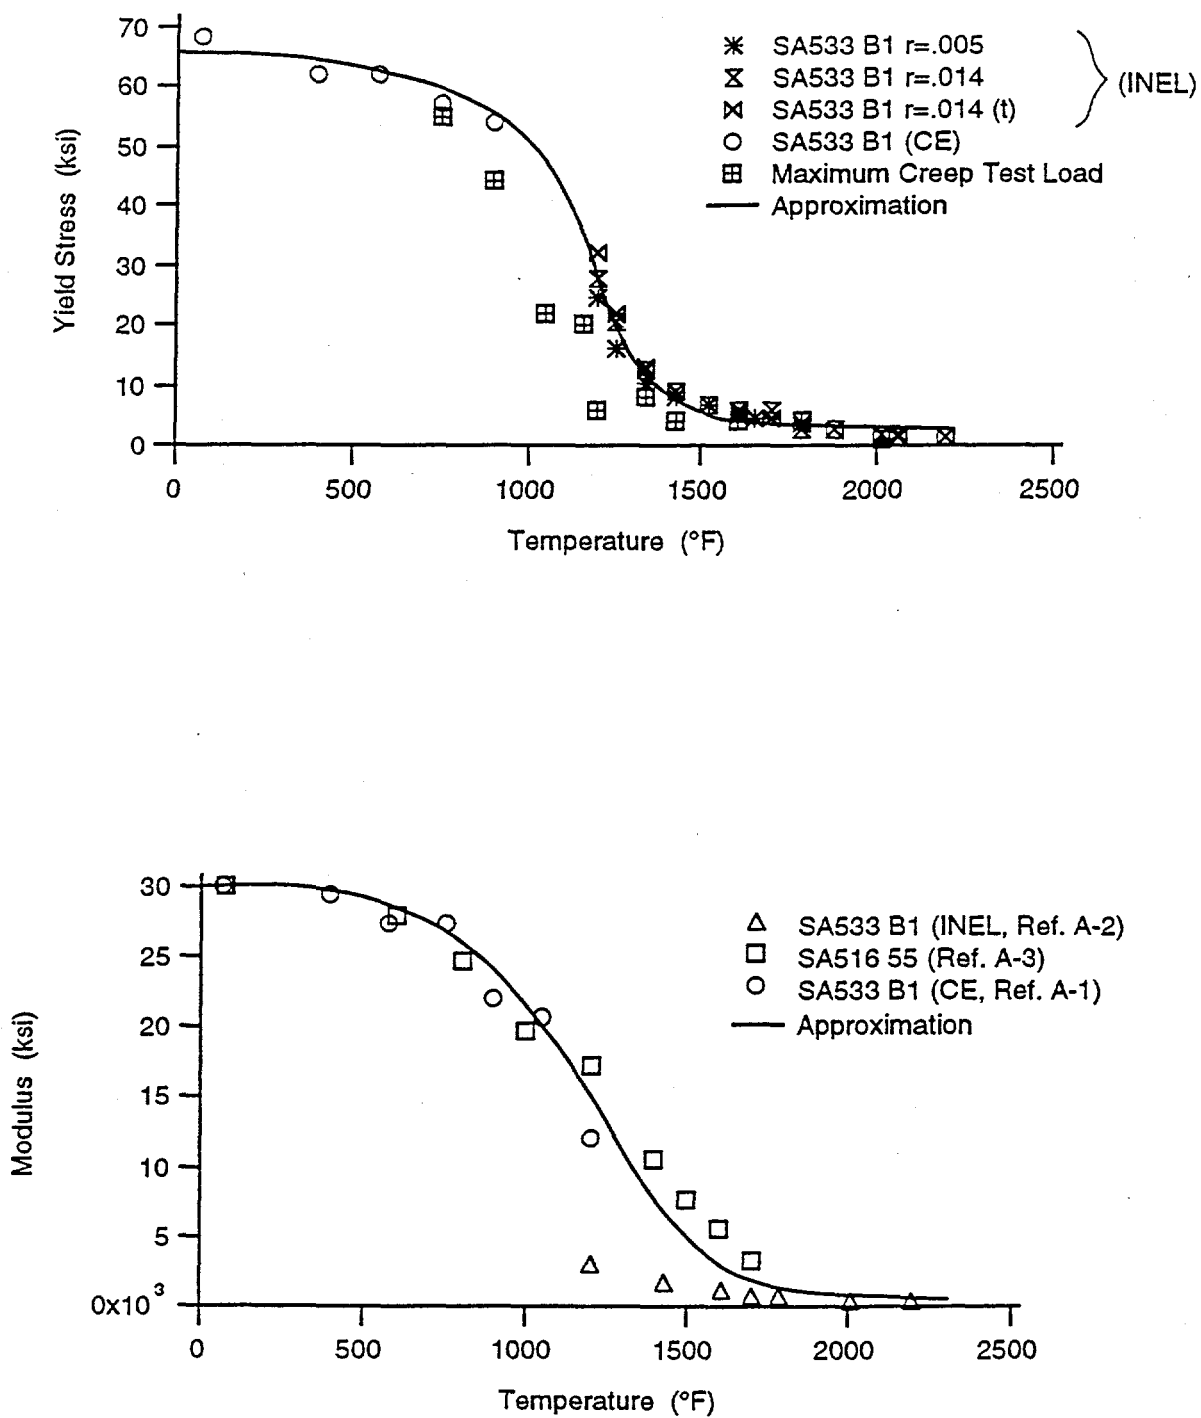 70
60
50
40
30
20
10
0
Yield Stress (ksi)
SA533 B1 r=.005
SA533 B1 r=.014
SA533 B1 r=.014 (t)
(INEL)
SA533 B1 (CE)
Maximum Creep Test Load
Approximation
0 500 1000 1500 2000 2500
Temperature (°F)
30
25
20
15
10
5
0x10³
Modulus (ksi)
SA533 B1 (INEL, Ref. A-2)
SA516 55 (Ref. A-3)
SA533 B1 (CE, Ref. A-1)
Approximation
0 500 1000 1500 2000 2500
Temperature (°F)